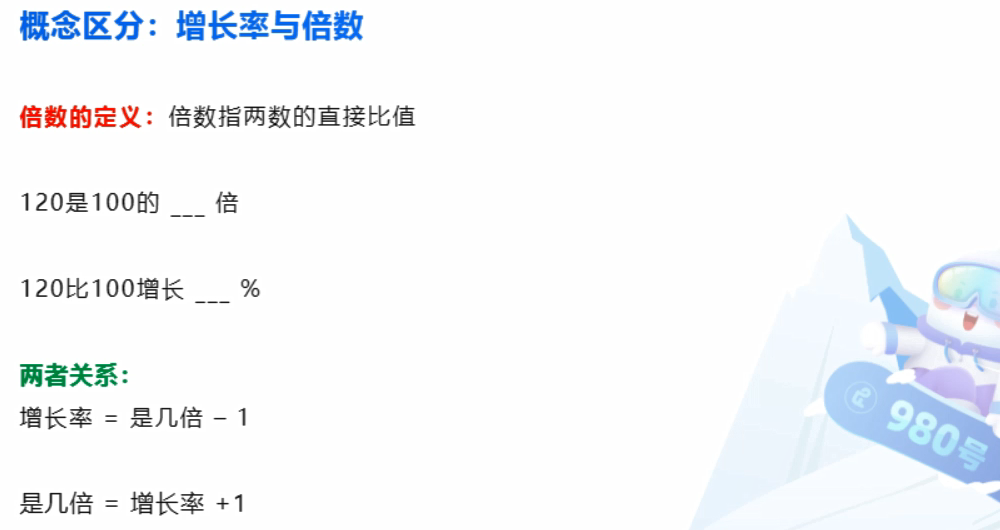 概念区分：增长率与倍数
倍数的定义：倍数指两数的直接比值
120是100的 ___ 倍
120比100增长 ___ %
两者关系：
增长率 = 是几倍 – 1
是几倍 = 增长率 +1
980号